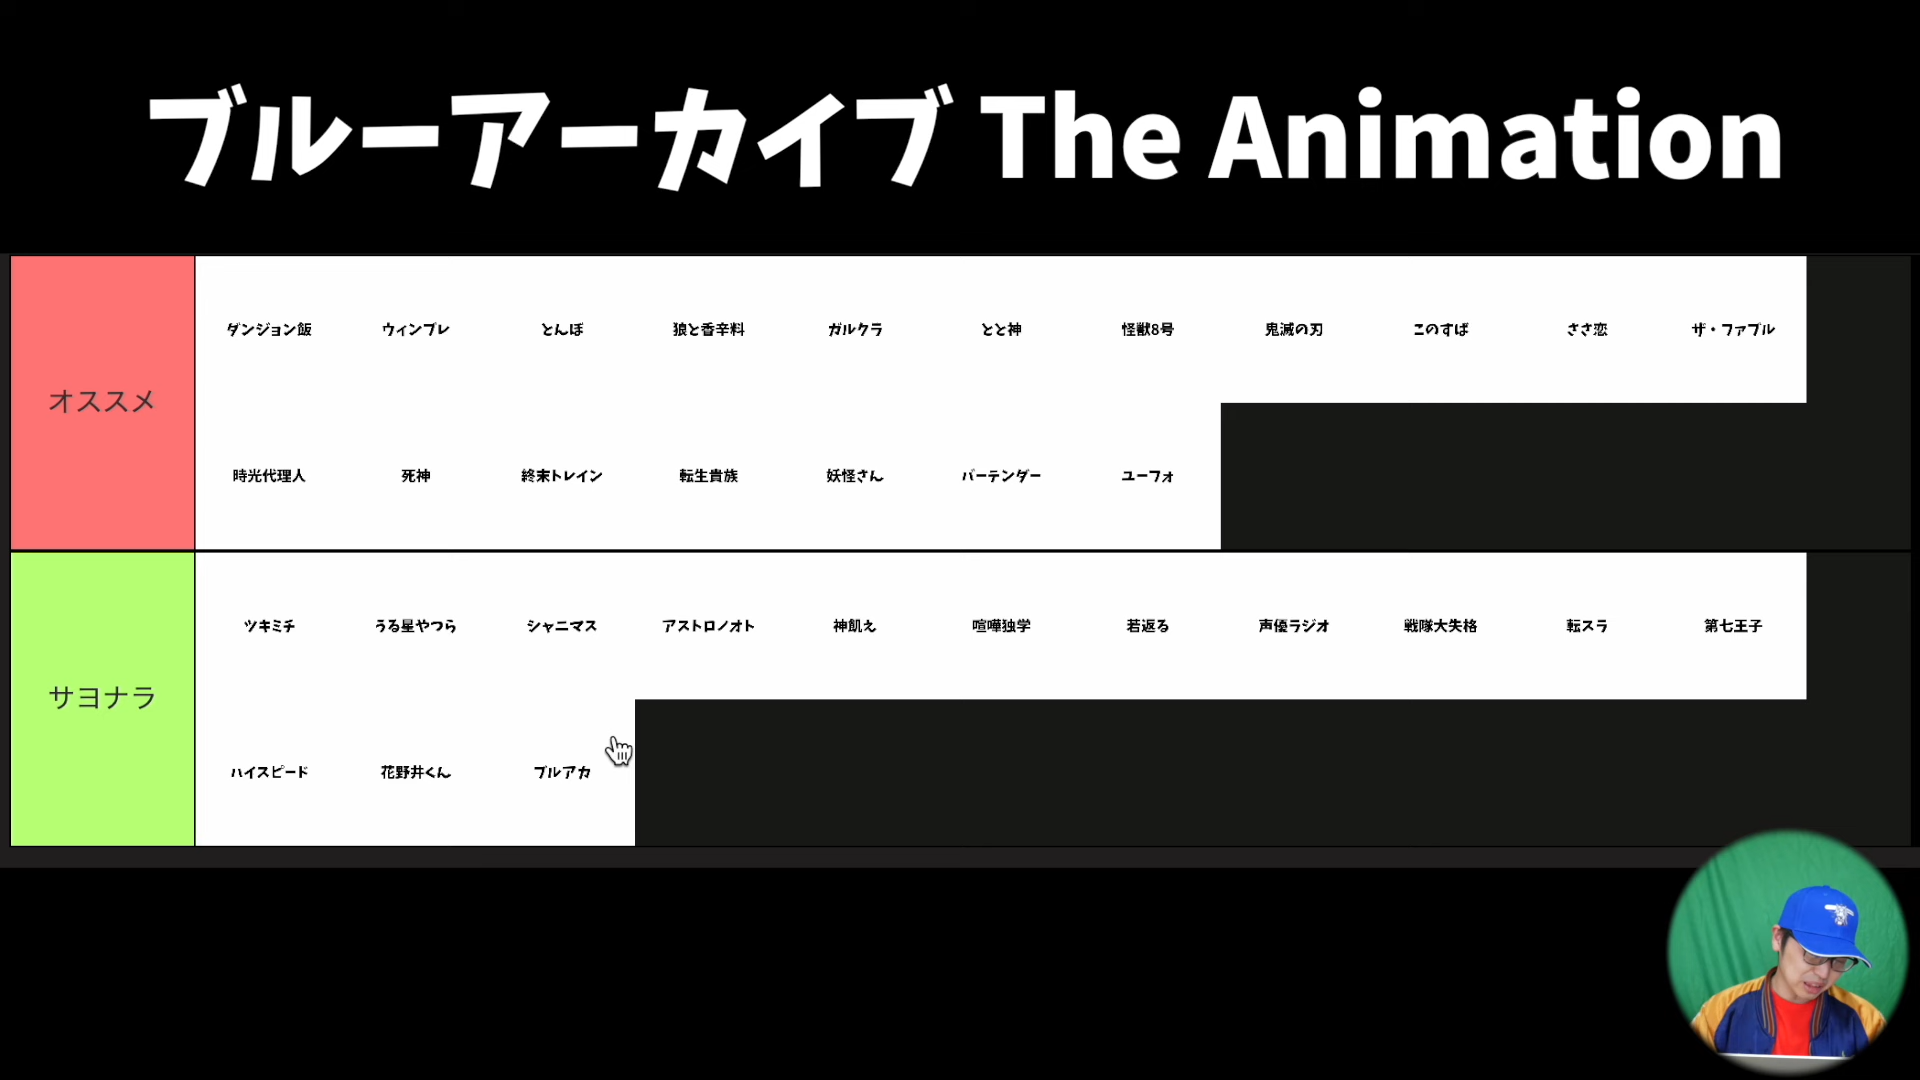 ブルーアーカイブ The Animation
オススメ
ダンジョン飯 ウィンブレ とんぼ 狼と香辛料 ガルクラ とと神 怪獣8号 鬼滅の刃 このすば ささ恋 ザ・ファブル
時光代理人 死神 終末トレイン 転生貴族 妖怪さん バーテンダー ユーフォ
サヨナラ
ツキミチ うる星やつら シャニマス アストロノオト 神飢え 喧嘩独学 若返る 声優ラジオ 戦隊大失格 転スラ 第七王子
ハイスピード 花野井くん ブルアカ